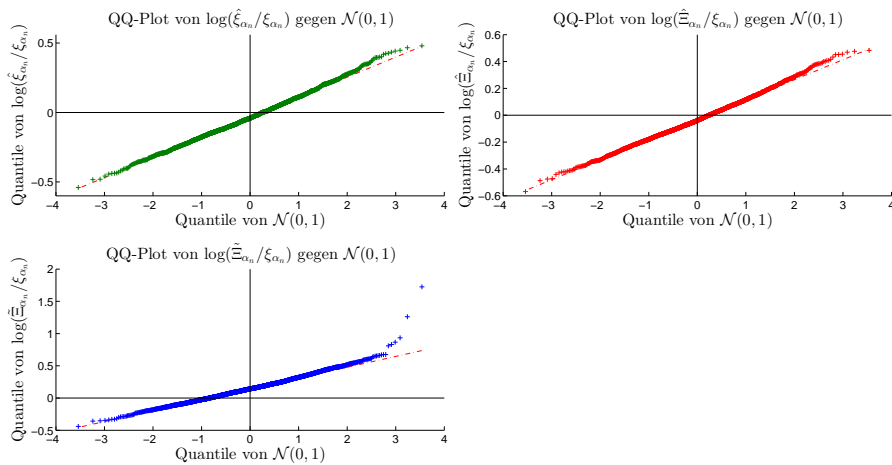 QQ-Plot von log(ξ̂_{α_n}/ξ_{α_n}) gegen 𝒩(0, 1)
Quantile von log(ξ̂_{α_n}/ξ_{α_n})
0.5
0
−0.5
−4 −3 −2 −1 0 1 2 3 4
Quantile von 𝒩(0, 1)
QQ-Plot von log(Ξ̂_{α_n}/ξ_{α_n}) gegen 𝒩(0, 1)
Quantile von log(Ξ̂_{α_n}/ξ_{α_n})
0.6
0.4
0.2
0
−0.2
−0.4
−0.6
−4 −3 −2 −1 0 1 2 3 4
Quantile von 𝒩(0, 1)
QQ-Plot von log(Ξ̃_{α_n}/ξ_{α_n}) gegen 𝒩(0, 1)
Quantile von log(Ξ̃_{α_n}/ξ_{α_n})
2
1.5
1
0.5
0
−0.5
−4 −3 −2 −1 0 1 2 3 4
Quantile von 𝒩(0, 1)